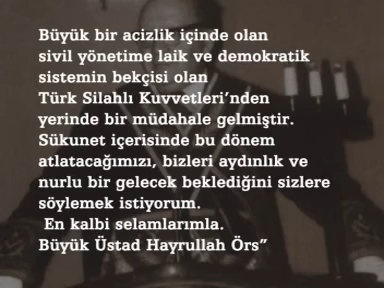 Büyük bir acizlik içinde olan
sivil yönetime laik ve demokratik
sistemin bekçisi olan
Türk Silahlı Kuvvetleri’nden
yerinde bir müdahale gelmiştir.
Sükunet içerisinde bu dönem
atlatacağımızı, bizleri aydınlık ve
nurlu bir gelecek beklediğini sizlere
söylemek istiyorum.
En kalbi selamlarımla.
Büyük Üstad Hayrullah Örs”